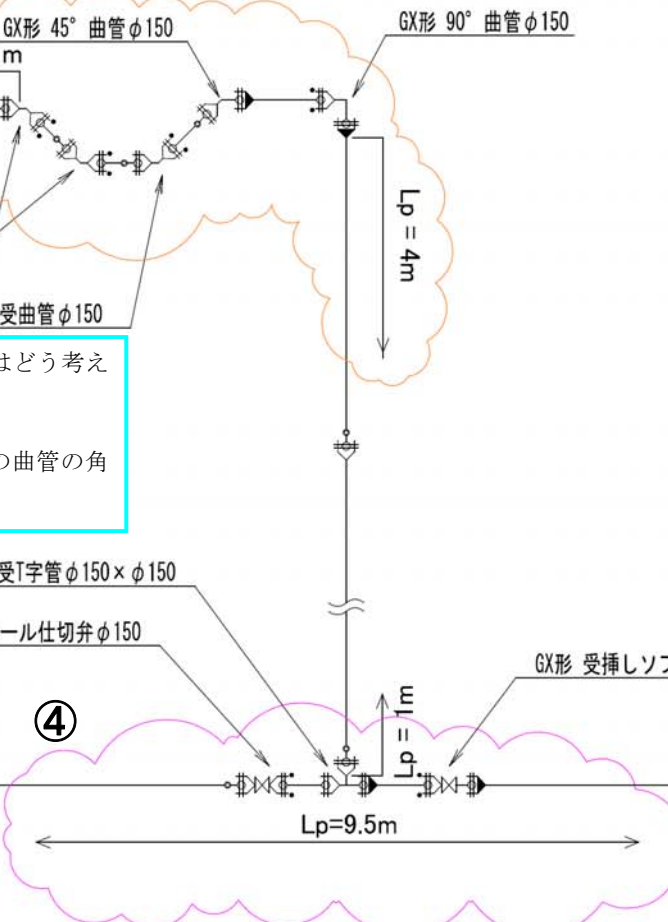 GX形 45° 曲管φ150
GX形 90° 曲管φ150
m
Lp = 4m
受曲管φ150
はどう考え
の曲管の角
受T字管φ150×φ150
ール仕切弁φ150
GX形 受挿しソフ
④
Lp = 1m
Lp=9.5m